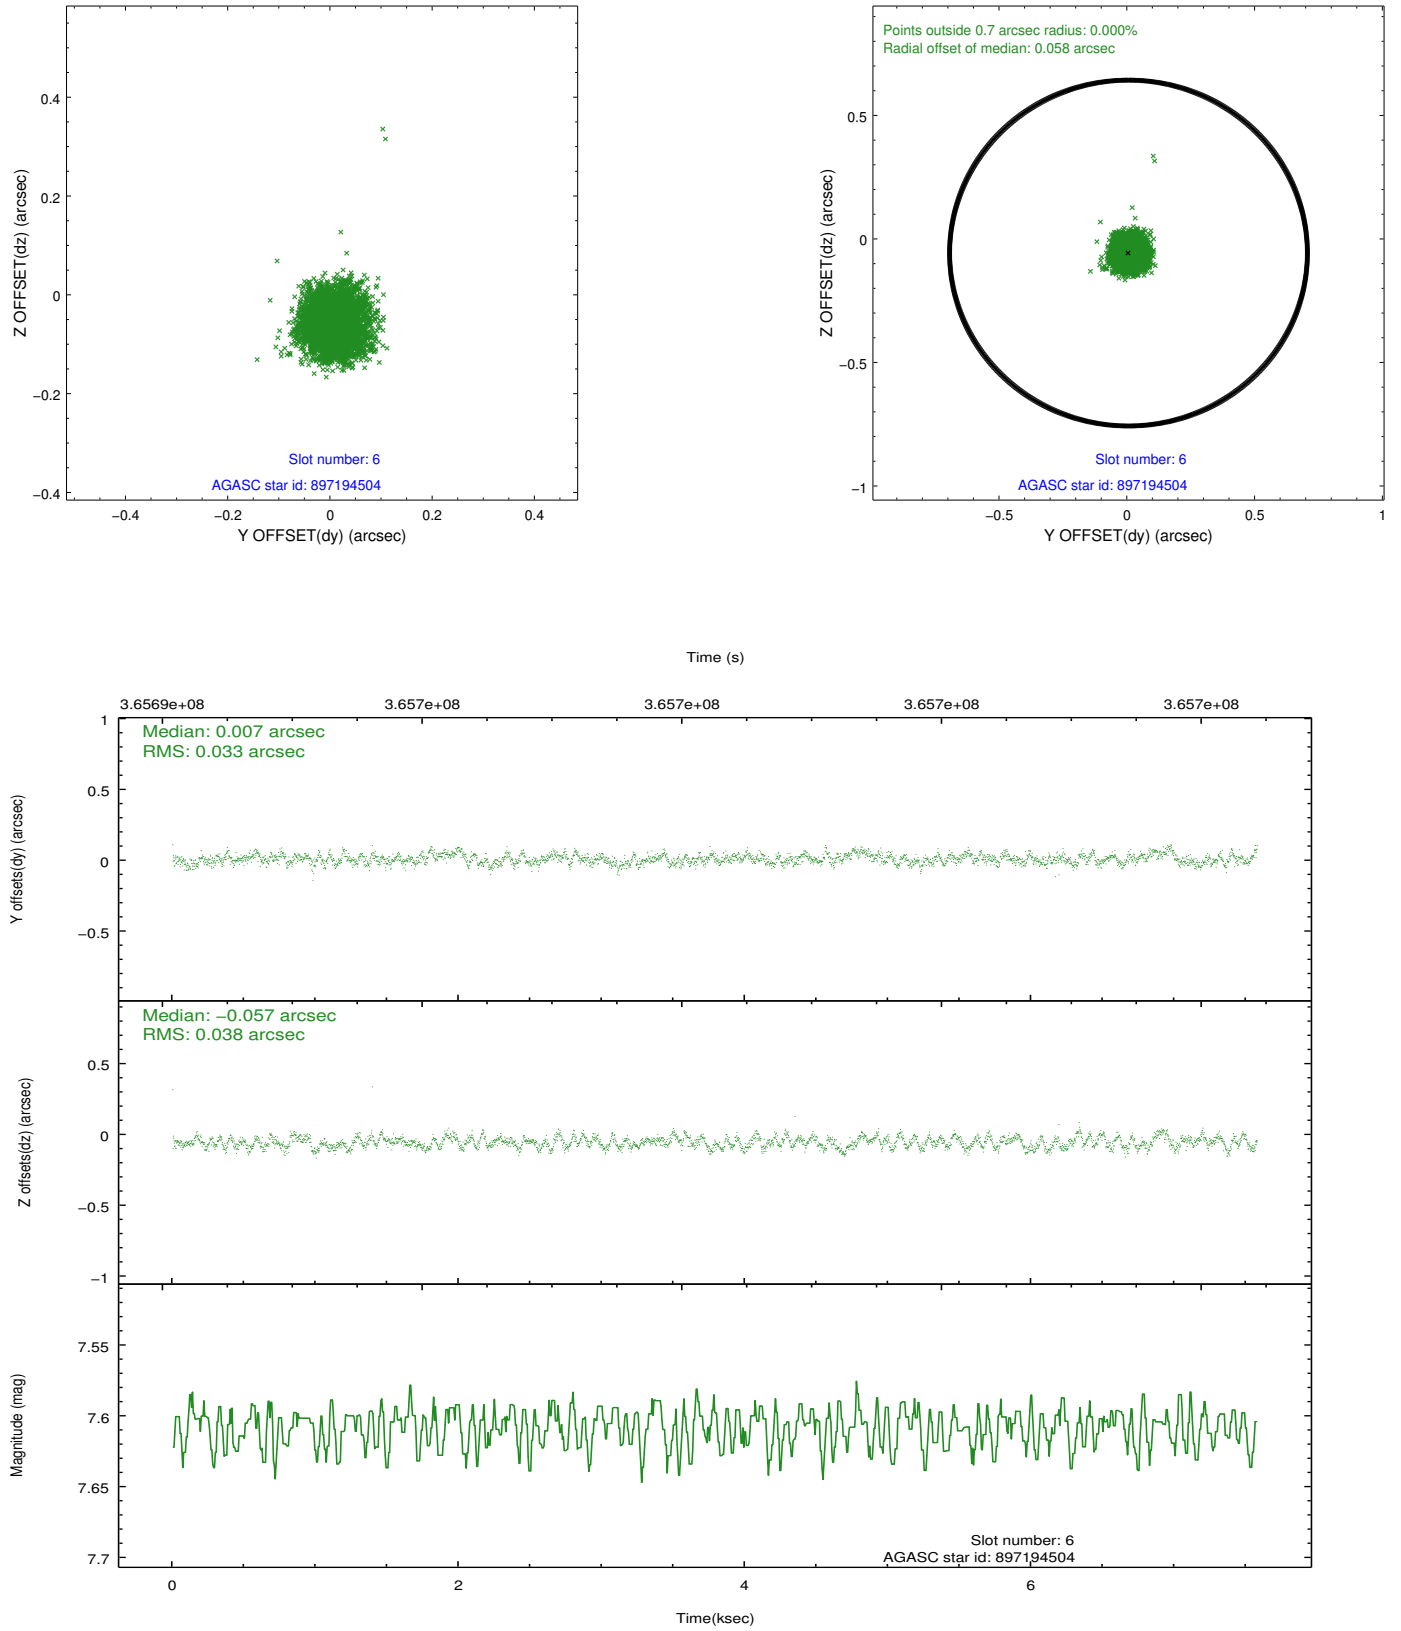 0.4
0.2
0
−0.2
−0.4
Z OFFSET(dz) (arcsec)
Slot number: 6
AGASC star id: 897194504
−0.4 −0.2 0 0.2 0.4
Y OFFSET(dy) (arcsec)
Points outside 0.7 arcsec radius: 0.000%
Radial offset of median: 0.058 arcsec
0.5
0
−0.5
−1
Z OFFSET(dz) (arcsec)
Slot number: 6
AGASC star id: 897194504
−0.5 0 0.5 1
Y OFFSET(dy) (arcsec)
Time (s)
3.6569e+08 3.657e+08 3.657e+08 3.657e+08 3.657e+08
Median: 0.007 arcsec
RMS: 0.033 arcsec
1
0.5
0
−0.5
Y offsets(dy) (arcsec)
Median: −0.057 arcsec
RMS: 0.038 arcsec
0.5
0
−0.5
−1
Z offsets(dz) (arcsec)
7.55
7.6
7.65
7.7
Magnitude (mag)
Slot number: 6
AGASC star id: 897194504
0 2 4 6
Time(ksec)